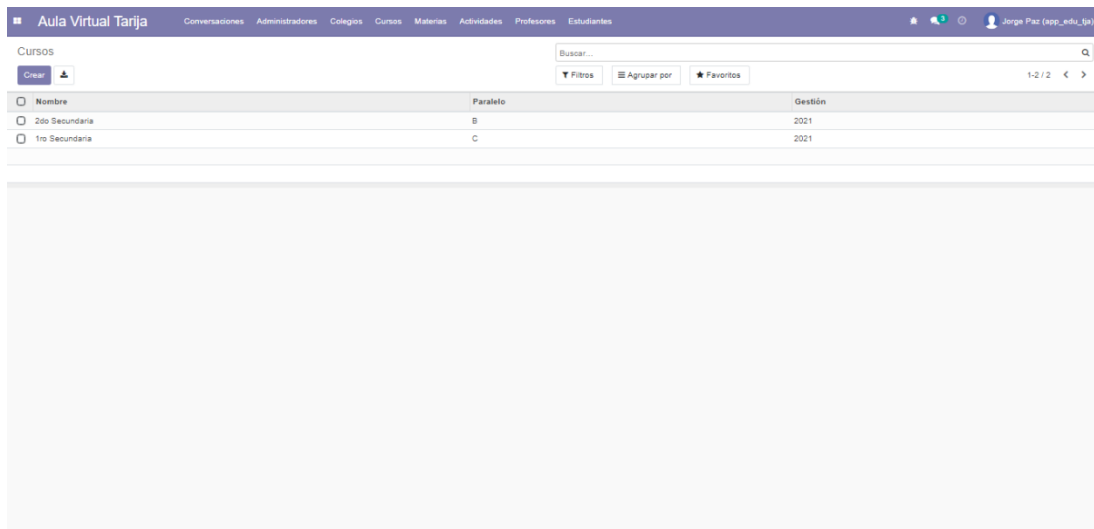 Aula Virtual Tarija Conversaciones Administradores Colegios Cursos Materias Actividades Profesores Estudiantes 3 Jorge Paz (app_edu_tja)
Cursos Buscar...
Crear Filtros Agrupar por Favoritos 1-2 / 2
Nombre Paralelo Gestión
2do Secundaria B 2021
1ro Secundaria C 2021